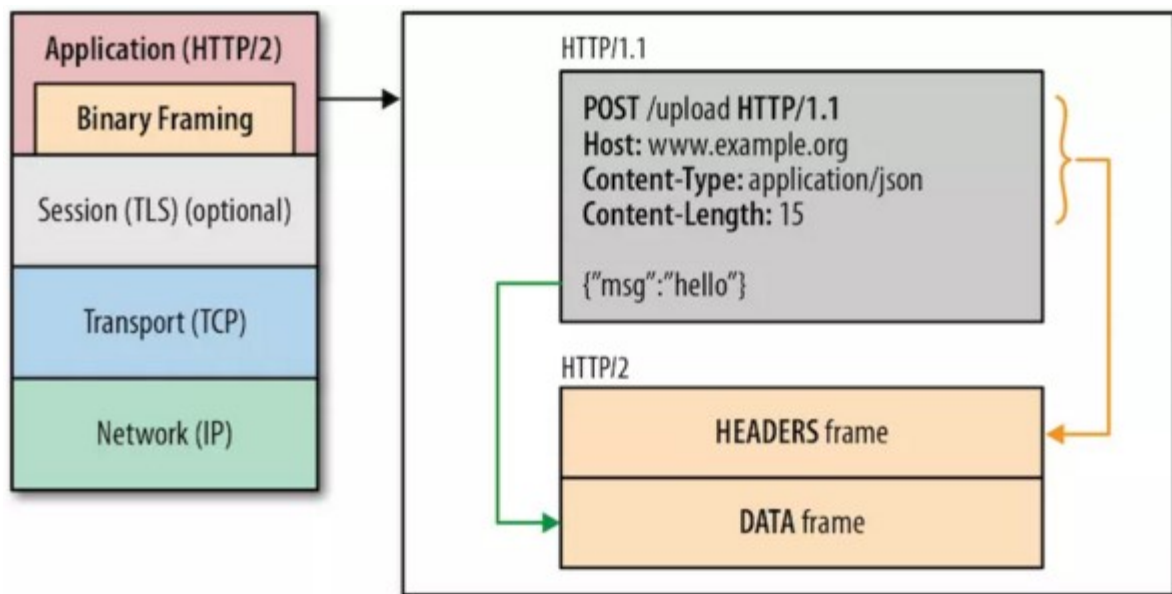 Application (HTTP/2)
Binary Framing
Session (TLS) (optional)
Transport (TCP)
Network (IP)
HTTP/1.1
POST /upload HTTP/1.1
Host: www.example.org
Content-Type: application/json
Content-Length: 15
{"msg":"hello"}
HTTP/2
HEADERS frame
DATA frame